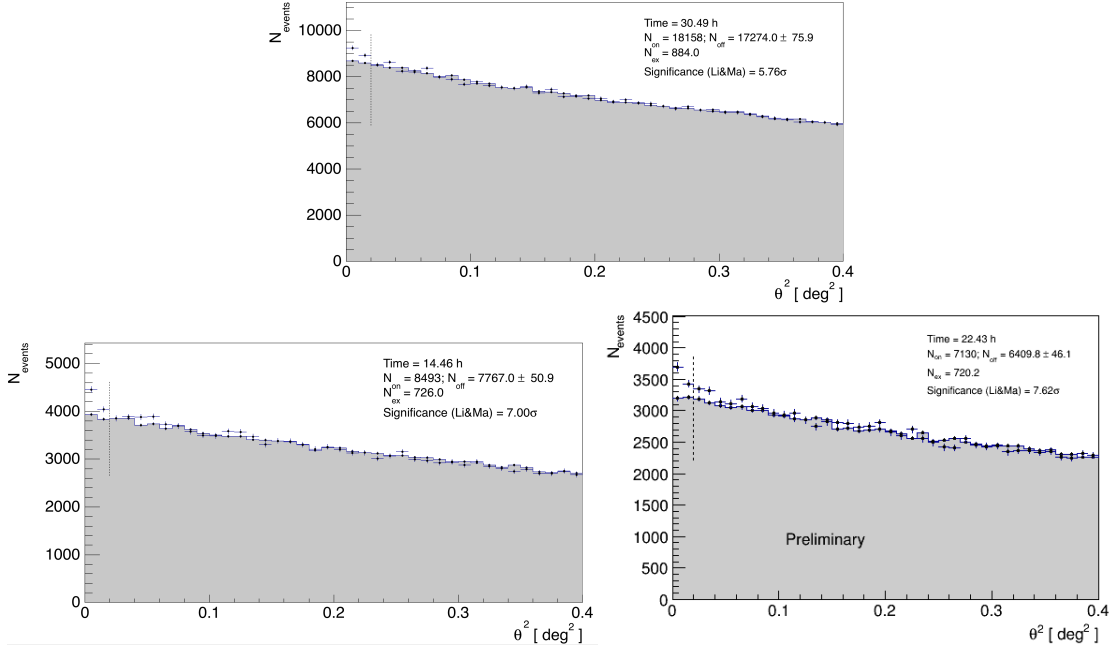 N_events
10000
8000
6000
4000
2000
0
Time = 30.49 h
N_on = 18158; N_off = 17274.0 ± 75.9
N_ex = 884.0
Significance (Li&Ma) = 5.76σ
0 0.1 0.2 0.3 0.4
θ² [ deg² ]
N_events
5000
4000
3000
2000
1000
0
Time = 14.46 h
N_on = 8493; N_off = 7767.0 ± 50.9
N_ex = 726.0
Significance (Li&Ma) = 7.00σ
0 0.1 0.2 0.3 0.4
θ² [ deg² ]
N_events
4500
4000
3500
3000
2500
2000
1500
1000
500
0
Time = 22.43 h
N_on = 7130; N_off = 6409.8 ± 46.1
N_ex = 720.2
Significance (Li&Ma) = 7.62σ
Preliminary
0 0.1 0.2 0.3 0.4
θ² [ deg² ]